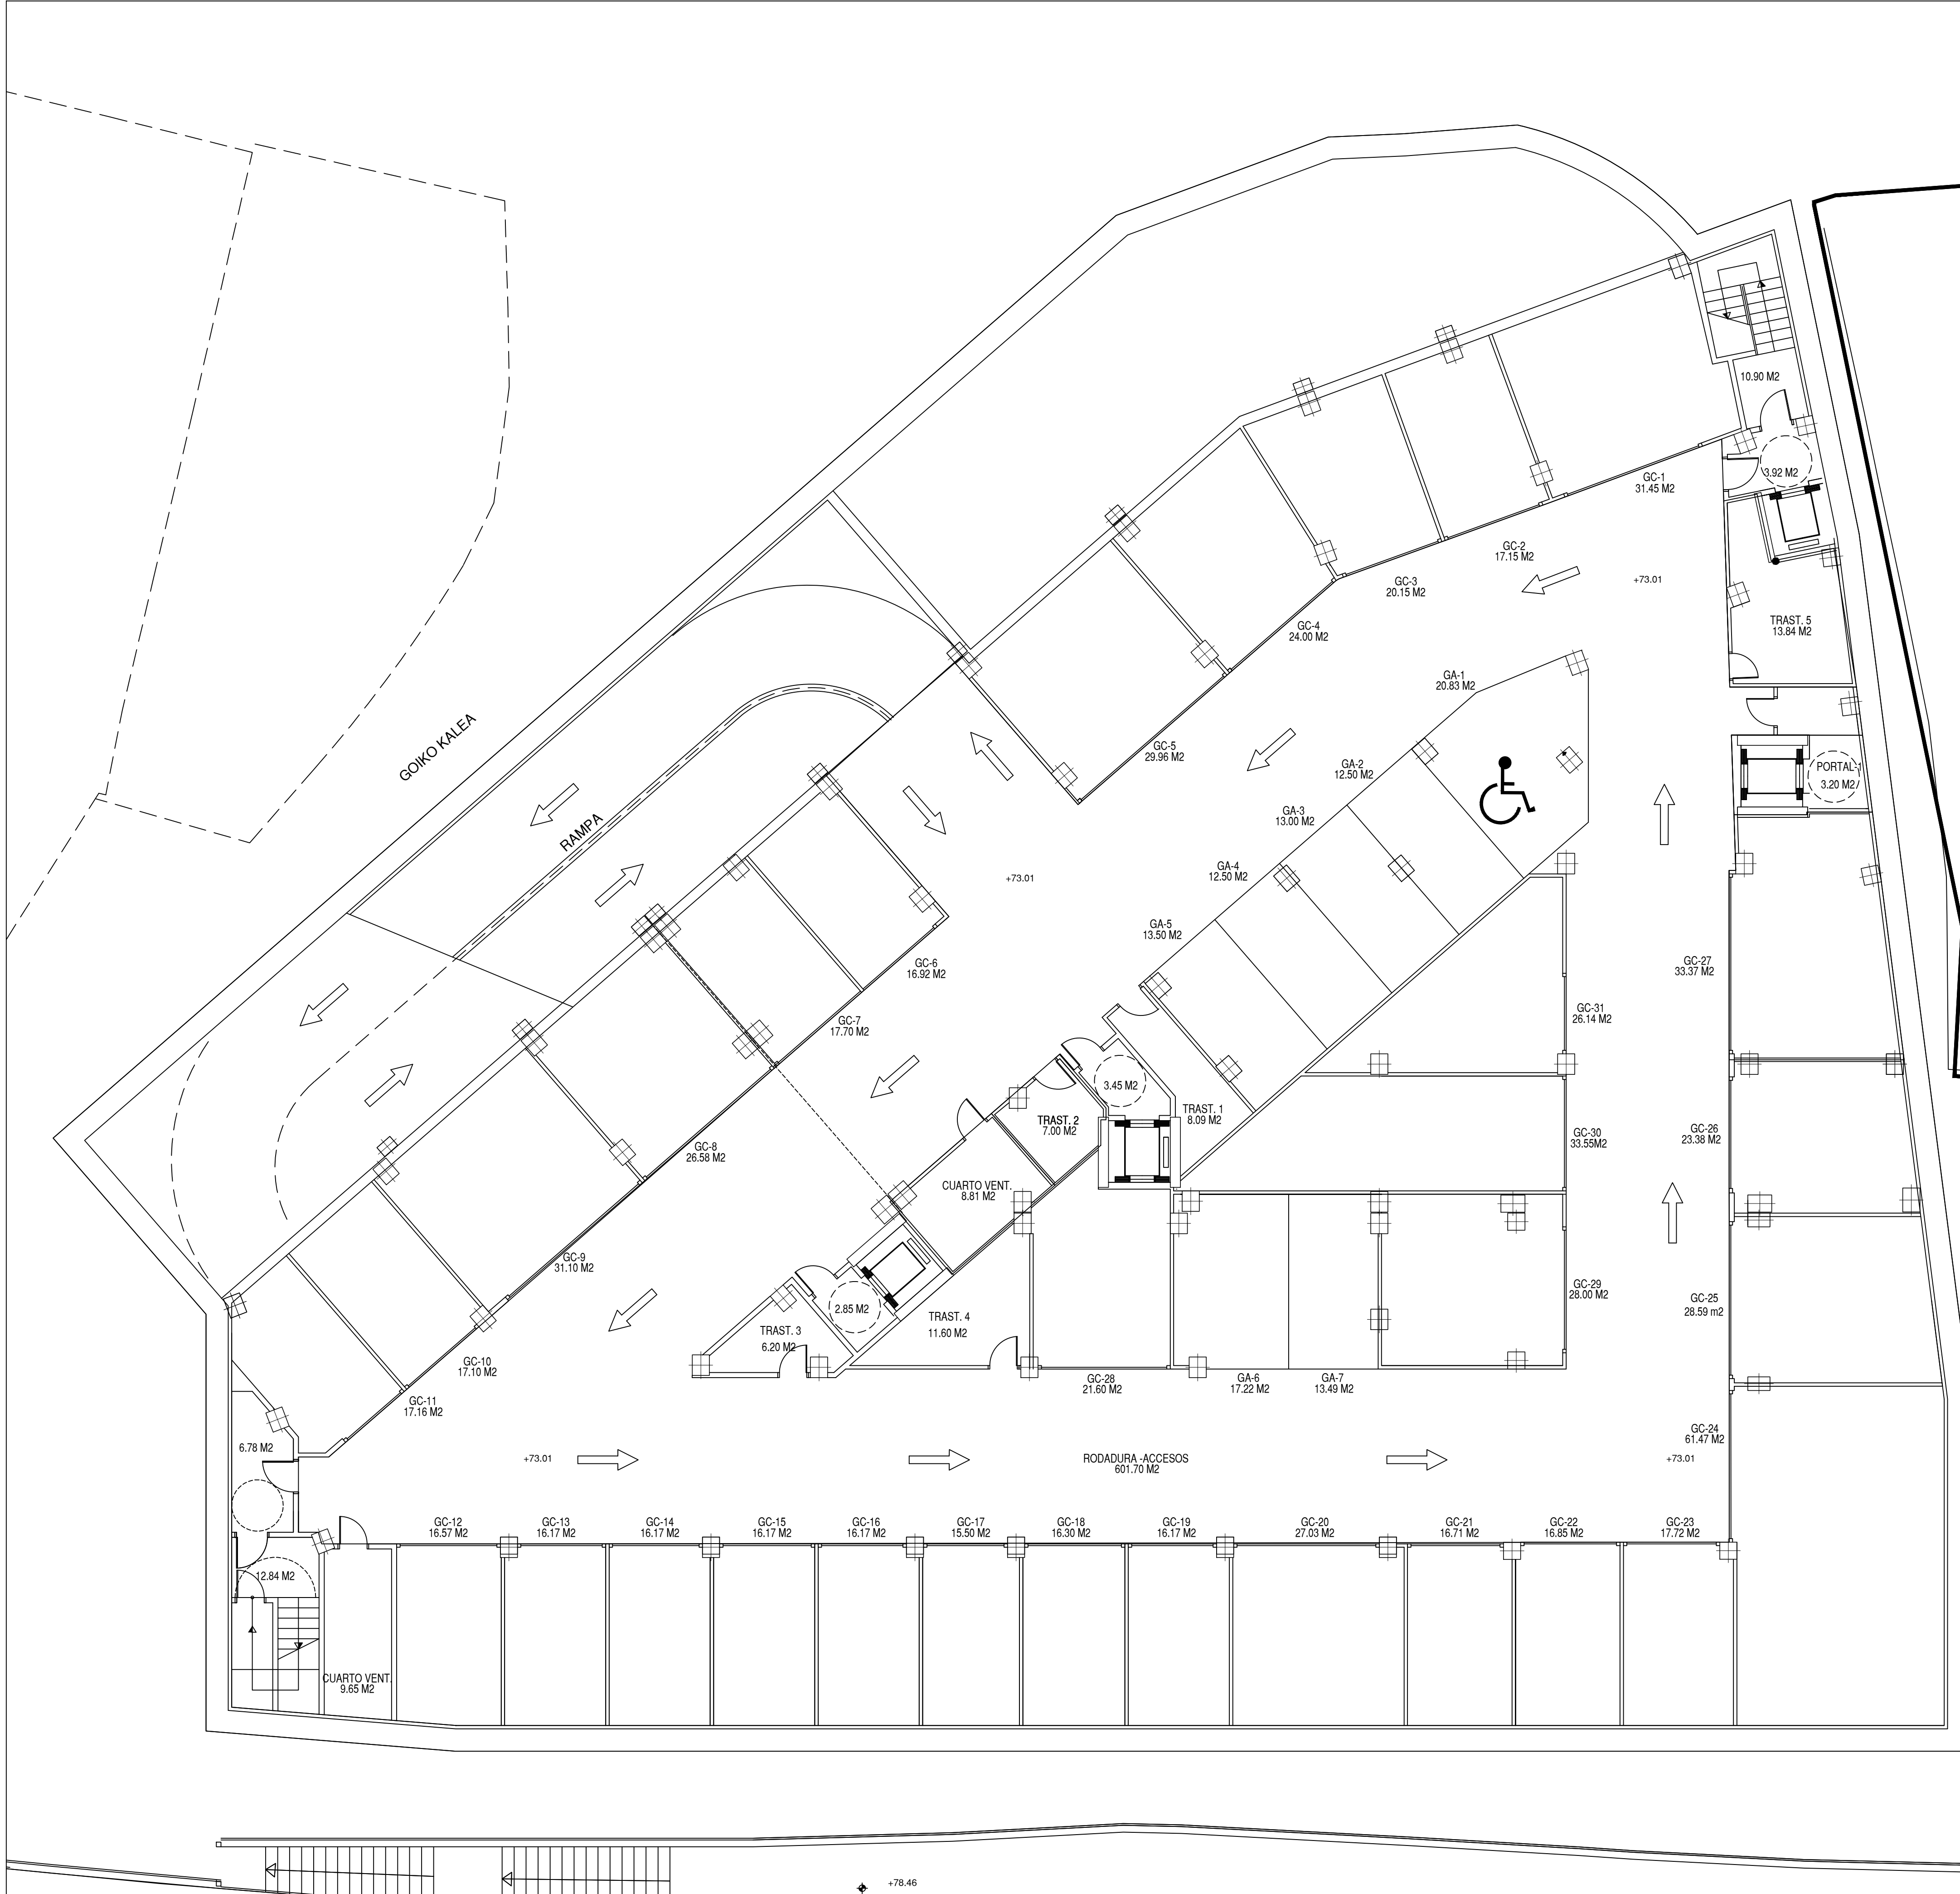 10.90 M2
3.92 M2
GC-1
31.45 M2
GC-2
17.15 M2
GC-3
20.15 M2
+73.01
GC-4
24.00 M2
TRAST. 5
13.84 M2
GA-1
20.83 M2
GOIKO KALEA
GC-5
29.96 M2
GA-2
12.50 M2
PORTAL-1
3.20 M2
RAMPA
GA-3
13.00 M2
GA-4
12.50 M2
+73.01
GA-5
13.50 M2
GC-6
16.92 M2
GC-27
33.37 M2
GC-7
17.70 M2
GC-31
26.14 M2
3.45 M2
TRAST. 1
8.09 M2
TRAST. 2
7.00 M2
GC-8
26.58 M2
GC-30
33.55M2
GC-26
23.38 M2
CUARTO VENT.
8.81 M2
GC-9
31.10 M2
GC-29
28.00 M2
GC-25
28.59 m2
2.85 M2
TRAST. 3
6.20 M2
TRAST. 4
11.60 M2
GC-10
17.10 M2
GC-28
21.60 M2
GA-6
17.22 M2
GA-7
13.49 M2
GC-11
17.16 M2
GC-24
61.47 M2
6.78 M2
+73.01
RODADURA -ACCESOS
601.70 M2
+73.01
GC-12
16.57 M2
GC-13
16.17 M2
GC-14
16.17 M2
GC-15
16.17 M2
GC-16
16.17 M2
GC-17
15.50 M2
GC-18
16.30 M2
GC-19
16.17 M2
GC-20
27.03 M2
GC-21
16.71 M2
GC-22
16.85 M2
GC-23
17.72 M2
12.84 M2
CUARTO VENT.
9.65 M2
+78.46